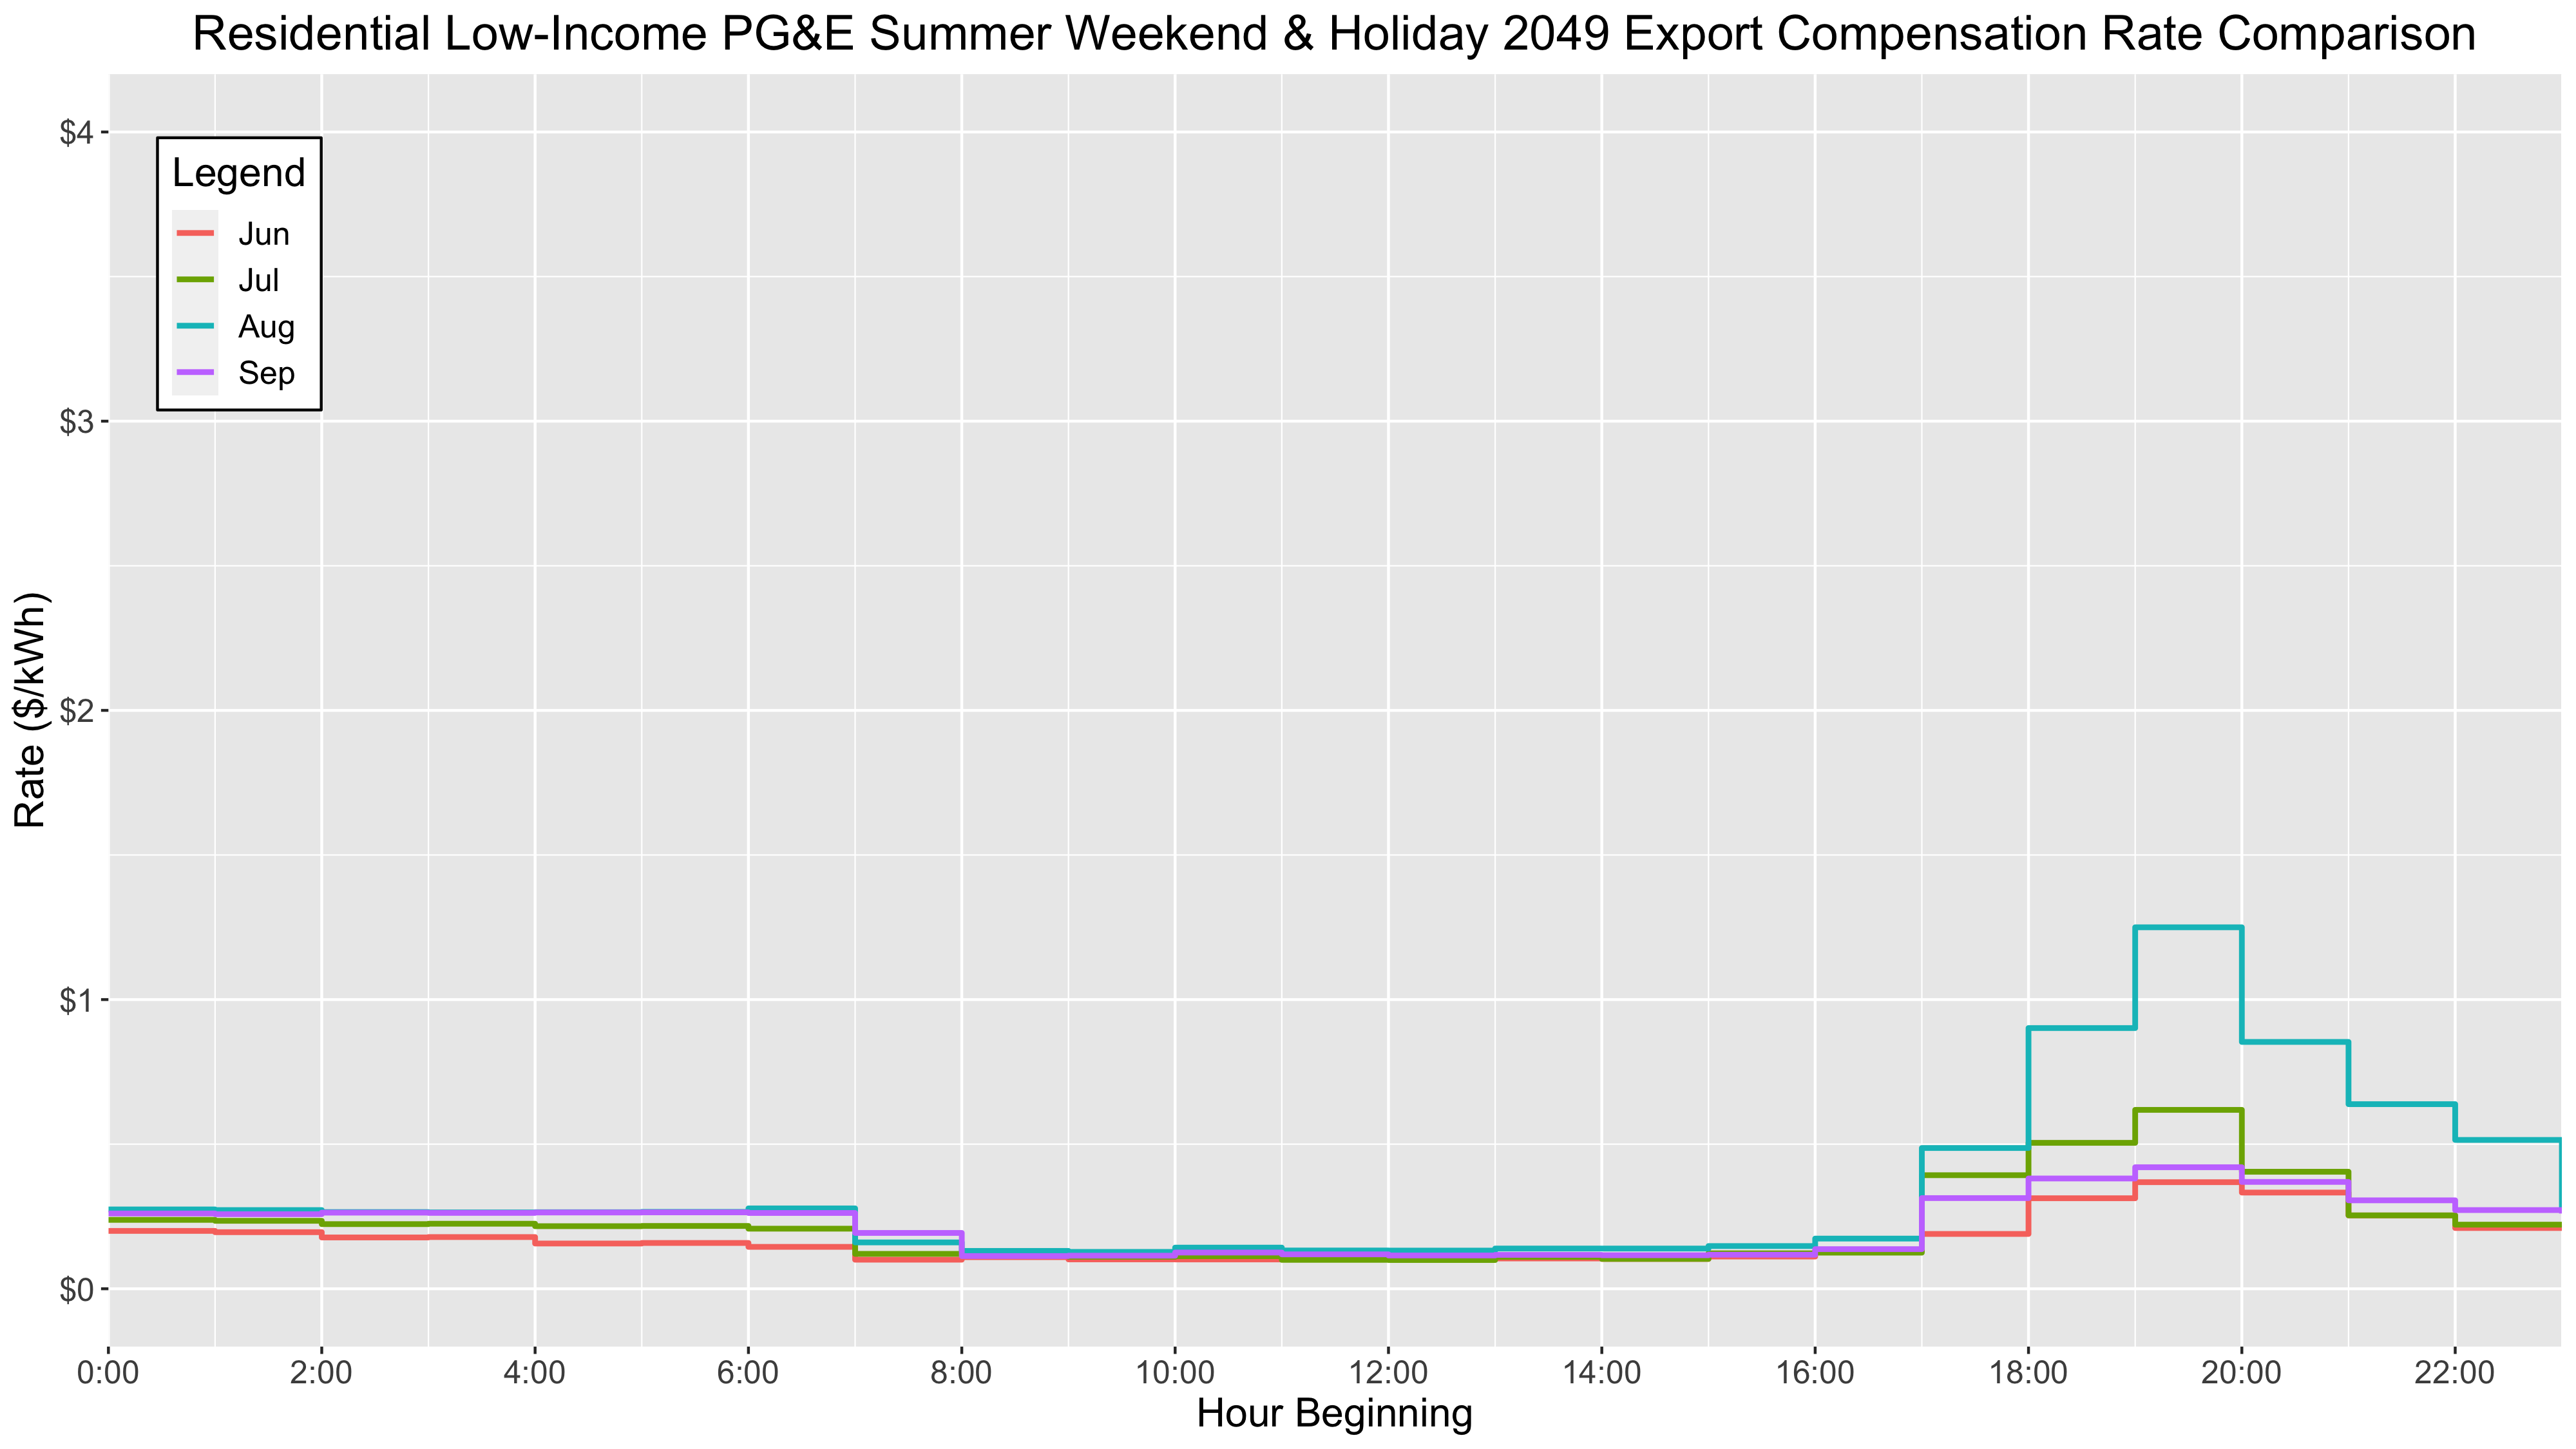 Residential Low-Income PG&E Summer Weekend & Holiday 2049 Export Compensation Rate Comparison
$4
Legend
Jun
Jul
Aug
Sep
$3
$2
$1
$0
Rate ($/kWh)
0:00 2:00 4:00 6:00 8:00 10:00 12:00 14:00 16:00 18:00 20:00 22:00
Hour Beginning